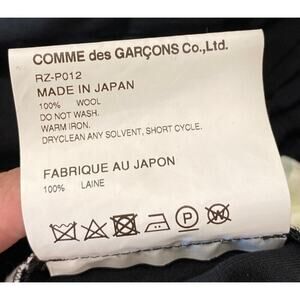 COMME des GARÇONS Co.,Ltd.
RZ-P012
MADE IN JAPAN
100% WOOL
DO NOT WASH.
WARM IRON.
DRYCLEAN ANY SOLVENT, SHORT CYCLE.
FABRIQUE AU JAPON
100% LAINE
P